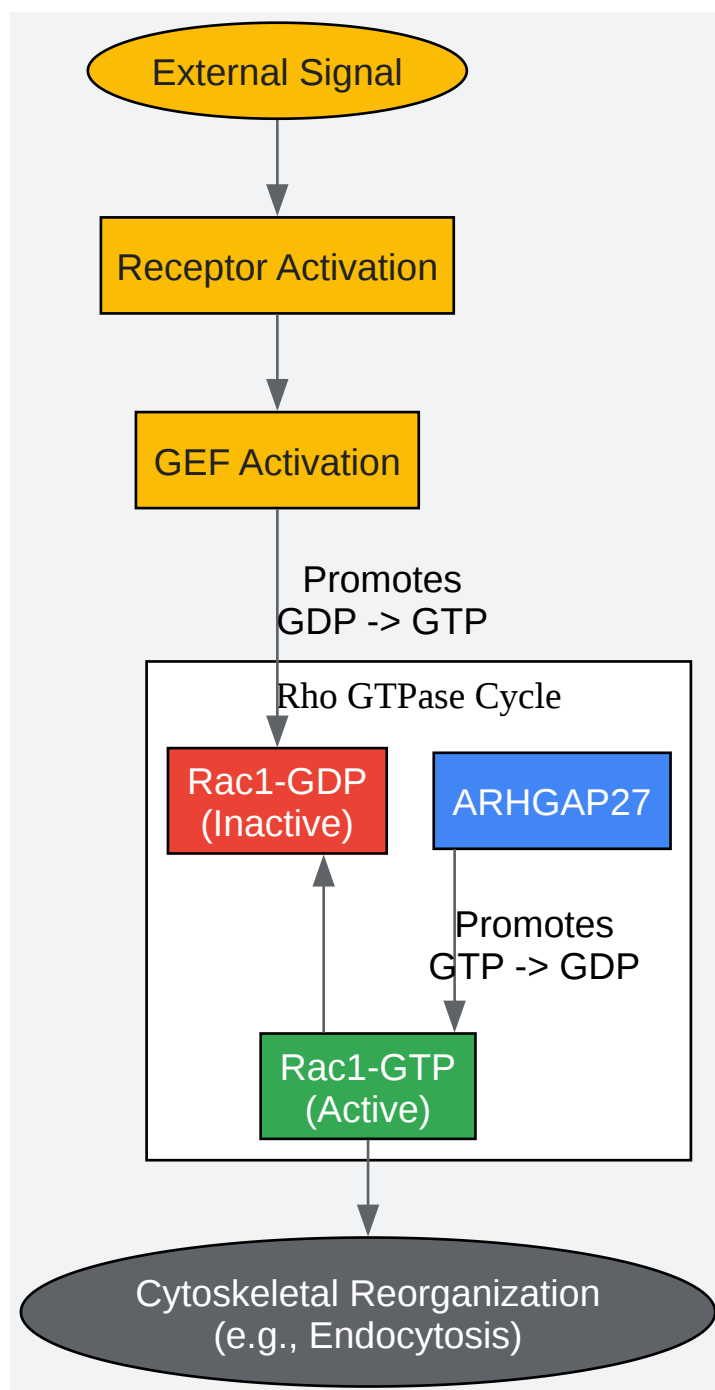 External Signal
Receptor Activation
GEF Activation
Promotes
GDP -> GTP
Rho GTPase Cycle
Rac1-GDP
(Inactive)
ARHGAP27
Promotes
GTP -> GDP
Rac1-GTP
(Active)
Cytoskeletal Reorganization
(e.g., Endocytosis)